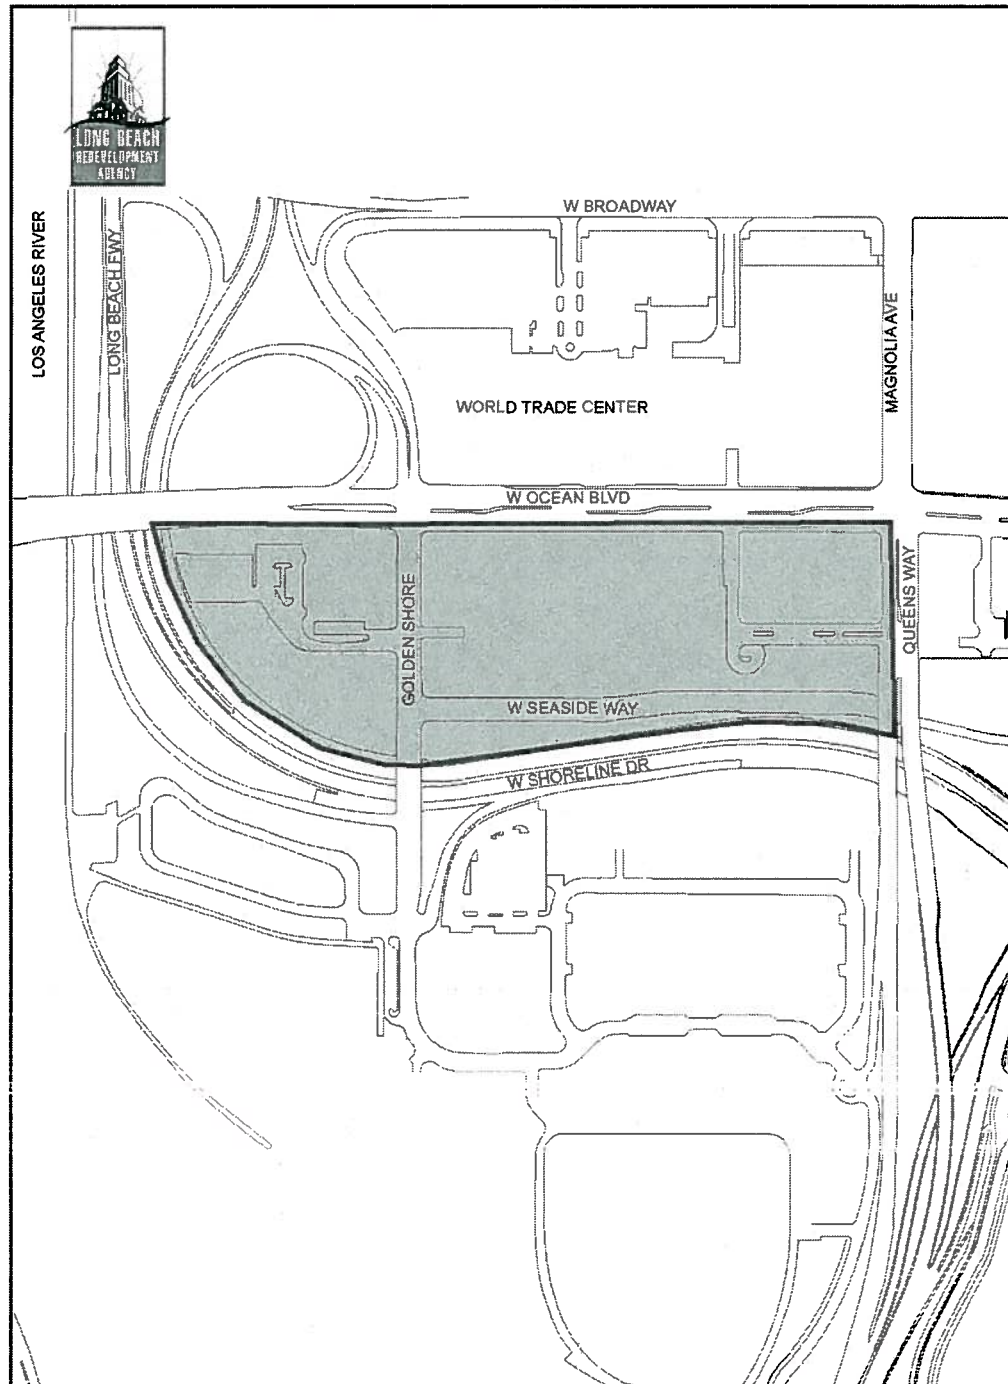 LONG BEACH
REDEVELOPMENT
AGENCY
W BROADWAY
LOS ANGELES RIVER
LONG BEACH FWY
MAGNOLIA AVE
WORLD TRADE CENTER
W OCEAN BLVD
GOLDEN SHORE
QUEENS WAY
W SEASIDE WAY
W SHORELINE DR